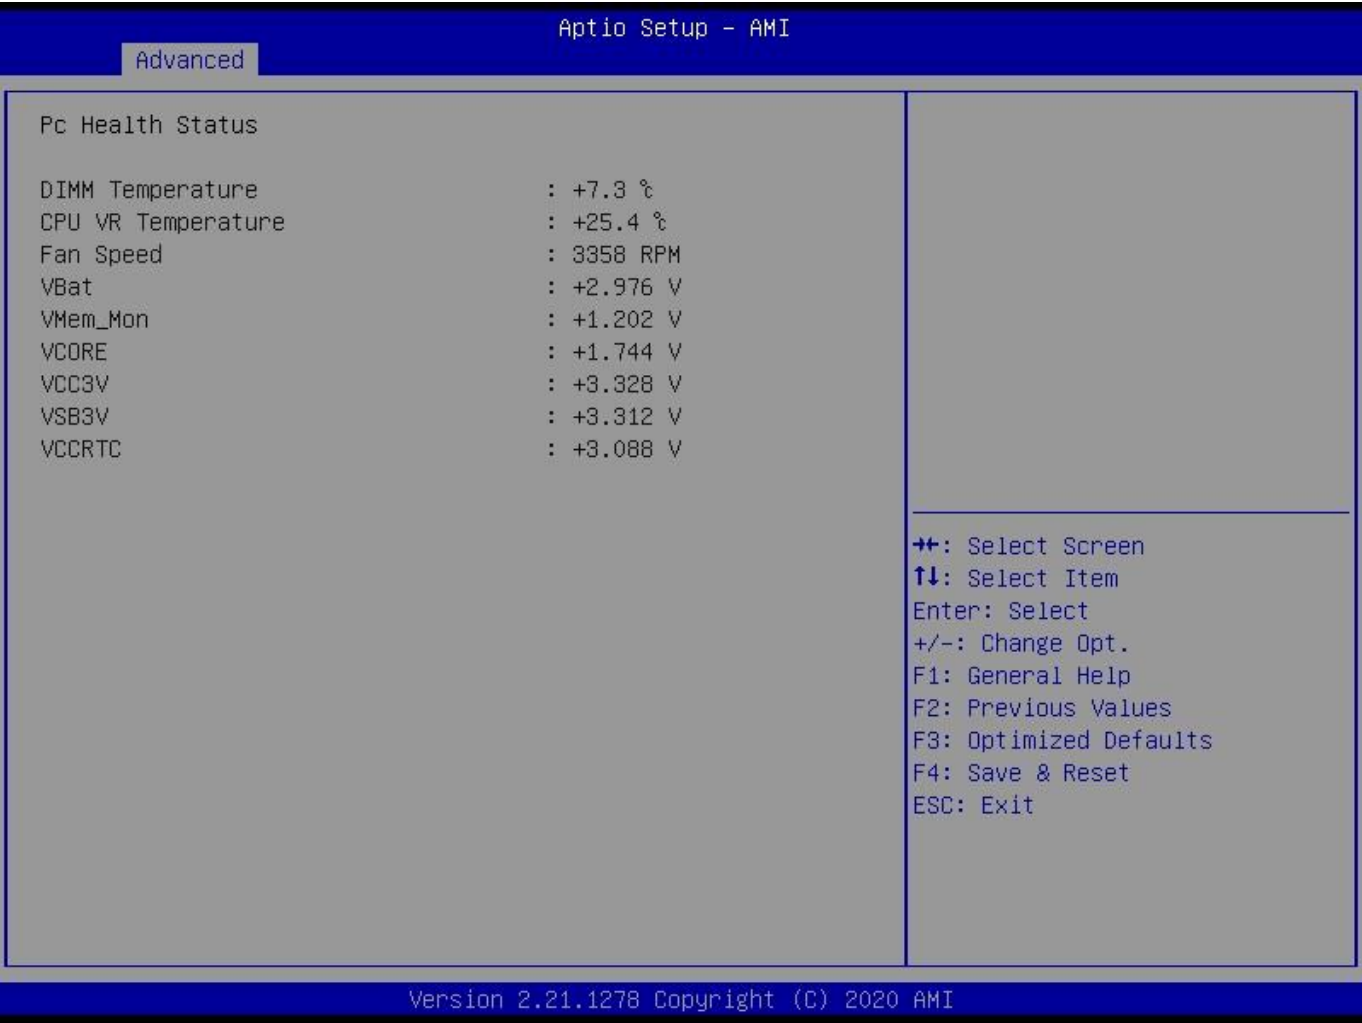 Aptio Setup – AMI
Advanced
Pc Health Status
DIMM Temperature : +7.3 ℃
CPU VR Temperature : +25.4 ℃
Fan Speed : 3358 RPM
VBat : +2.976 V
VMem_Mon : +1.202 V
VCORE : +1.744 V
VCC3V : +3.328 V
VSB3V : +3.312 V
VCCRTC : +3.088 V
→←: Select Screen
↑↓: Select Item
Enter: Select
+/-: Change Opt.
F1: General Help
F2: Previous Values
F3: Optimized Defaults
F4: Save & Reset
ESC: Exit
Version 2.21.1278 Copyright (C) 2020 AMI